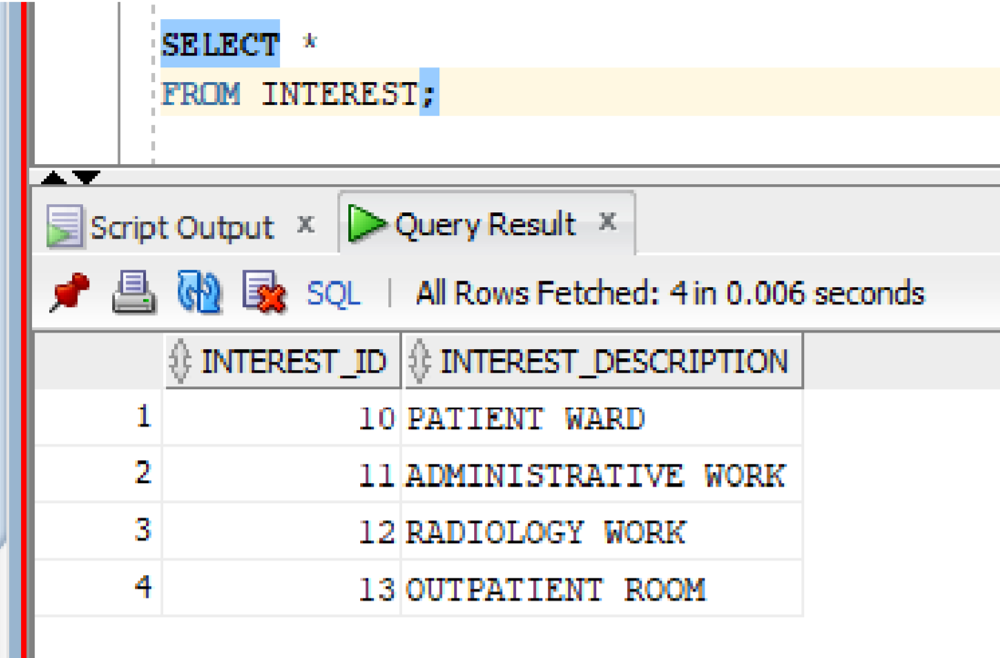 SELECT *
FROM INTEREST;
Script Output x Query Result x
SQL | All Rows Fetched: 4 in 0.006 seconds
INTEREST_ID INTEREST_DESCRIPTION
1 10 PATIENT WARD
2 11 ADMINISTRATIVE WORK
3 12 RADIOLOGY WORK
4 13 OUTPATIENT ROOM